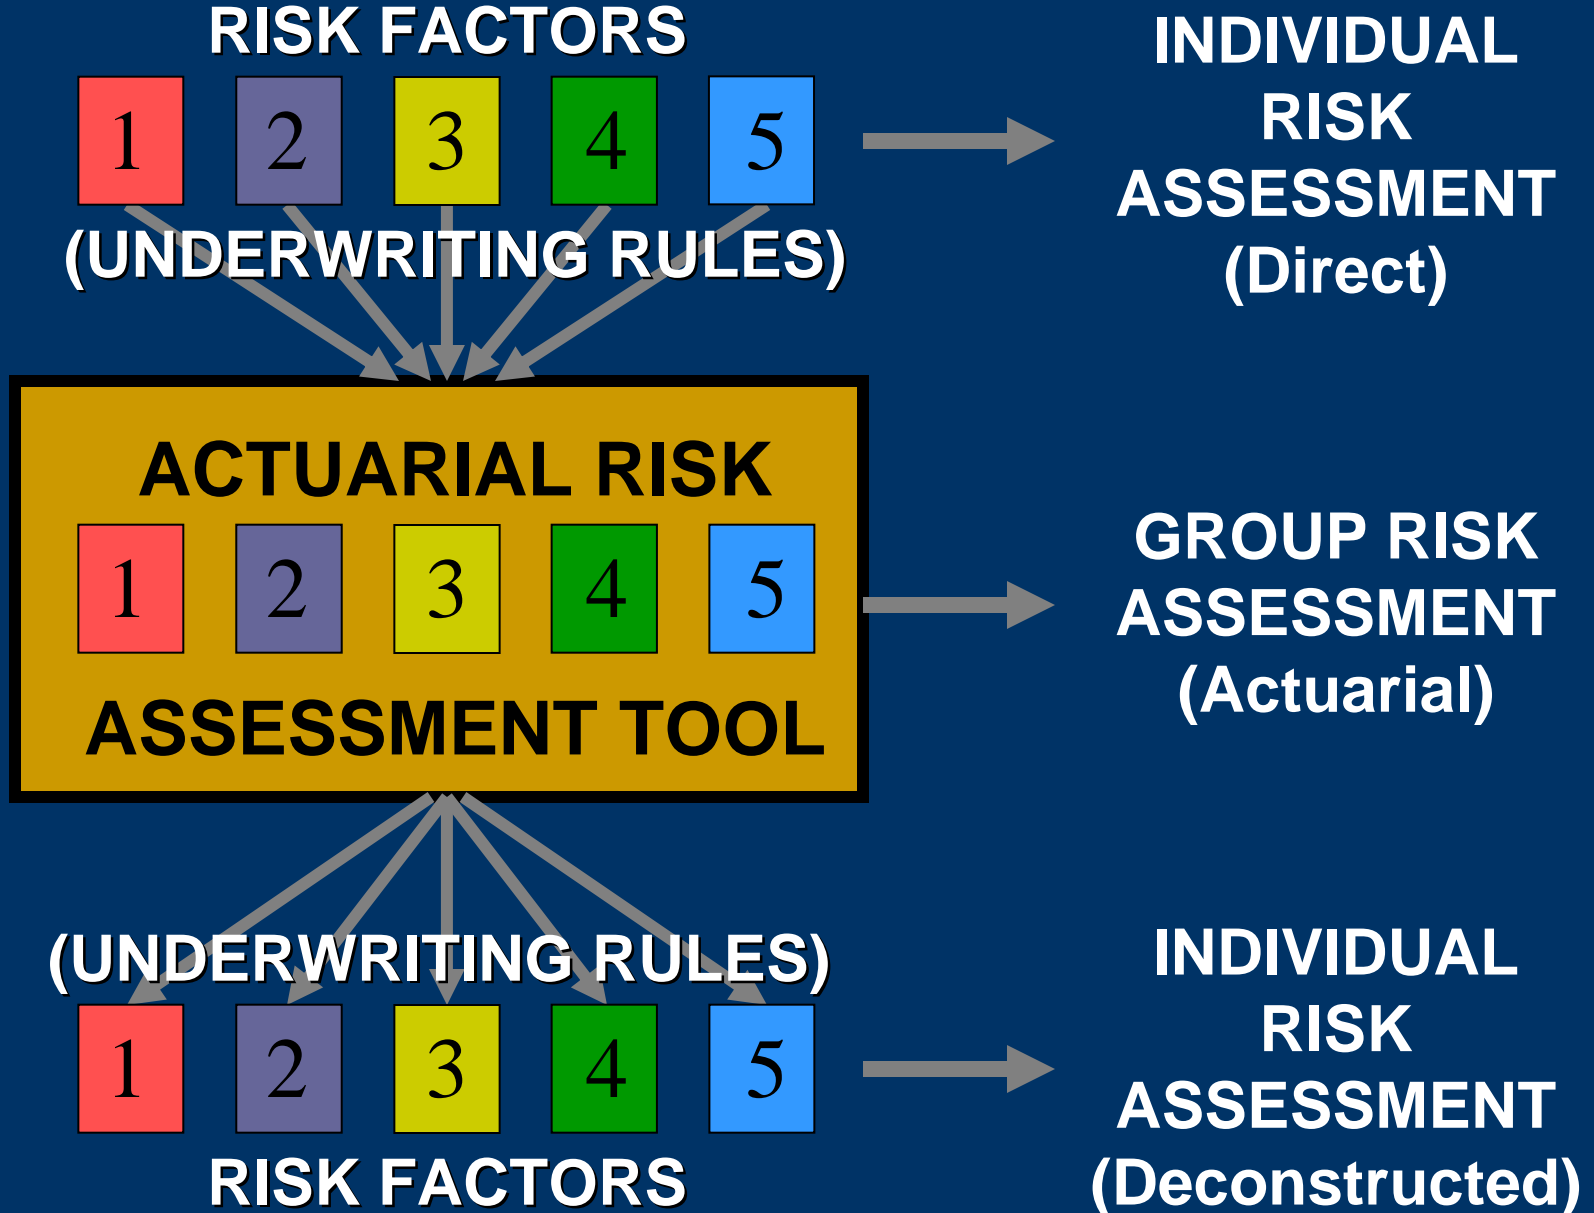 RISK FACTORS
1 2 3 4 5
(UNDERWRITING RULES)
INDIVIDUAL
RISK
ASSESSMENT
(Direct)
ACTUARIAL RISK
1 2 3 4 5
ASSESSMENT TOOL
GROUP RISK
ASSESSMENT
(Actuarial)
(UNDERWRITING RULES)
1 2 3 4 5
RISK FACTORS
INDIVIDUAL
RISK
ASSESSMENT
(Deconstructed)